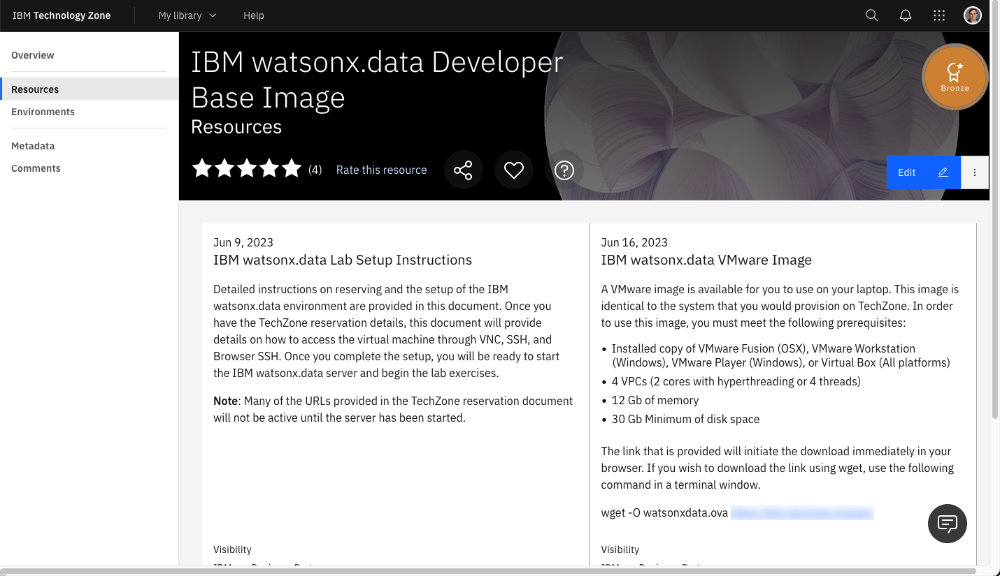 IBM Technology Zone
My library
Help
Overview
Resources
Environments
Metadata
Comments
IBM watsonx.data Developer
Base Image
Resources
(4)
Rate this resource
Bronze
Edit
Jun 9, 2023
IBM watsonx.data Lab Setup Instructions
Detailed instructions on reserving and the setup of the IBM
watsonx.data environment are provided in this document. Once you
have the TechZone reservation details, this document will provide
details on how to access the virtual machine through VNC, SSH, and
Browser SSH. Once you complete the setup, you will be ready to start
the IBM watsonx.data server and begin the lab exercises.
Note: Many of the URLs provided in the TechZone reservation document
will not be active until the server has been started.
Visibility
Jun 16, 2023
IBM watsonx.data VMware Image
A VMware image is available for you to use on your laptop. This image is
identical to the system that you would provision on TechZone. In order
to use this image, you must meet the following prerequisites:
• Installed copy of VMware Fusion (OSX), VMware Workstation
(Windows), VMware Player (Windows), or Virtual Box (All platforms)
• 4 VPCs (2 cores with hyperthreading or 4 threads)
• 12 Gb of memory
• 30 Gb Minimum of disk space
The link that is provided will initiate the download immediately in your
browser. If you wish to download the link using wget, use the following
command in a terminal window.
wget -O watsonxdata.ova
Visibility